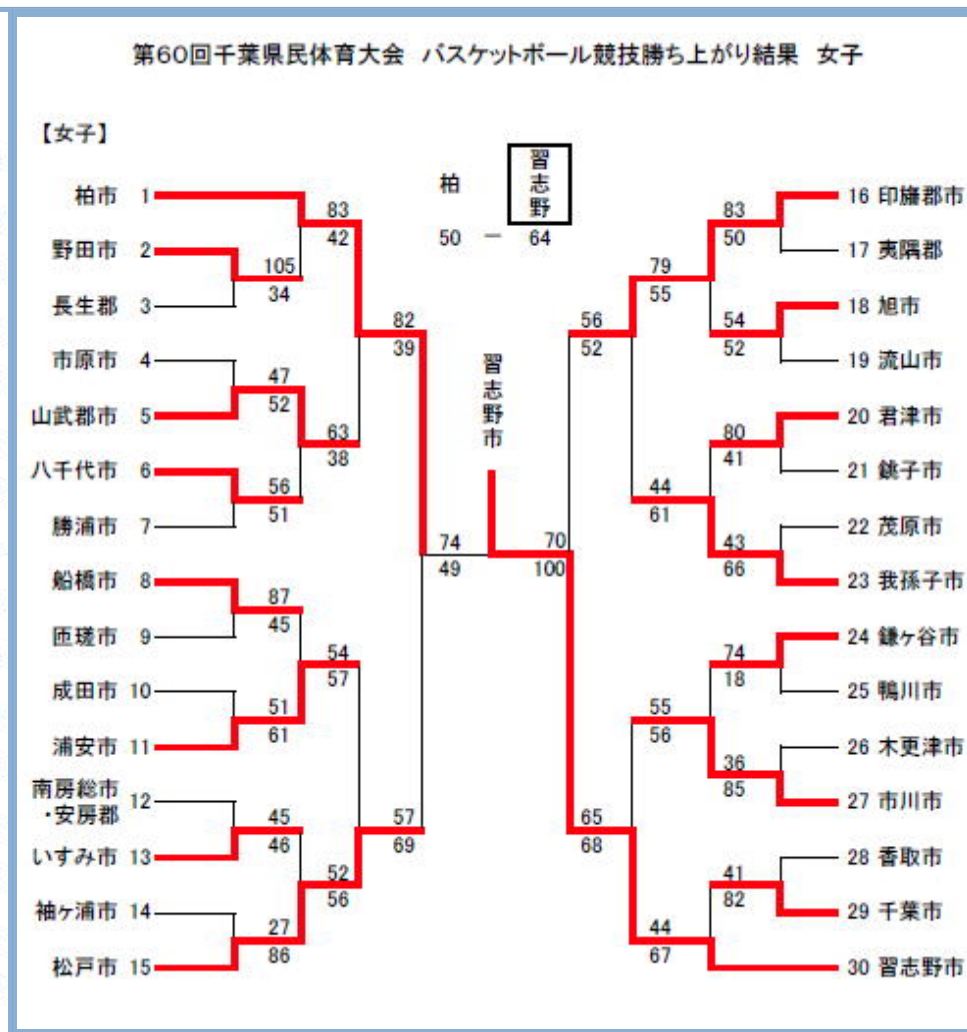 第60回千葉県民体育大会 バスケットボール競技勝ち上がり結果 女子
【女子】
柏
習志野
50 － 64
習志野市
柏市 1
野田市 2
長生郡 3
市原市 4
山武郡市 5
八千代市 6
勝浦市 7
船橋市 8
匝瑳市 9
成田市 10
浦安市 11
南房総市
・安房郡 12
いすみ市 13
袖ヶ浦市 14
松戸市 15
105
34
47
52
56
51
87
45
51
61
45
46
27
86
83
42
63
38
54
57
52
56
82
39
57
69
74
49
70
100
56
52
65
68
79
55
44
61
55
56
44
67
83
50
54
52
80
41
43
66
74
18
36
85
41
82
16 印旛郡市
17 夷隅郡
18 旭市
19 流山市
20 君津市
21 銚子市
22 茂原市
23 我孫子市
24 鎌ヶ谷市
25 鴨川市
26 木更津市
27 市川市
28 香取市
29 千葉市
30 習志野市